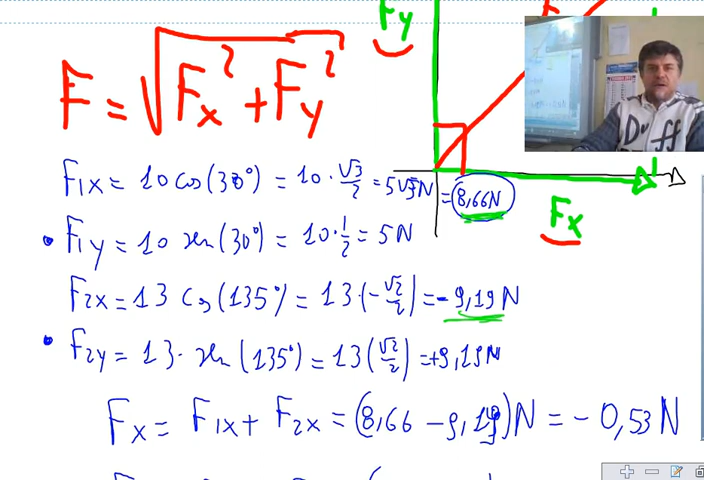 Fy
F = √Fx² + Fy²
F1x = 10 cos(30°) = 10 · √3/2 = 5√3 N = 8,66N
Fx
• F1y = 10 sen(30°) = 10 · 1/2 = 5 N
F2x = 13 cos(135°) = 13 · (-√2/2) = -9,19 N
• F2y = 13 · sen(135°) = 13 (√2/2) = +9,19 N
Fx = F1x + F2x = (8,66 - 9,19) N = -0,53 N